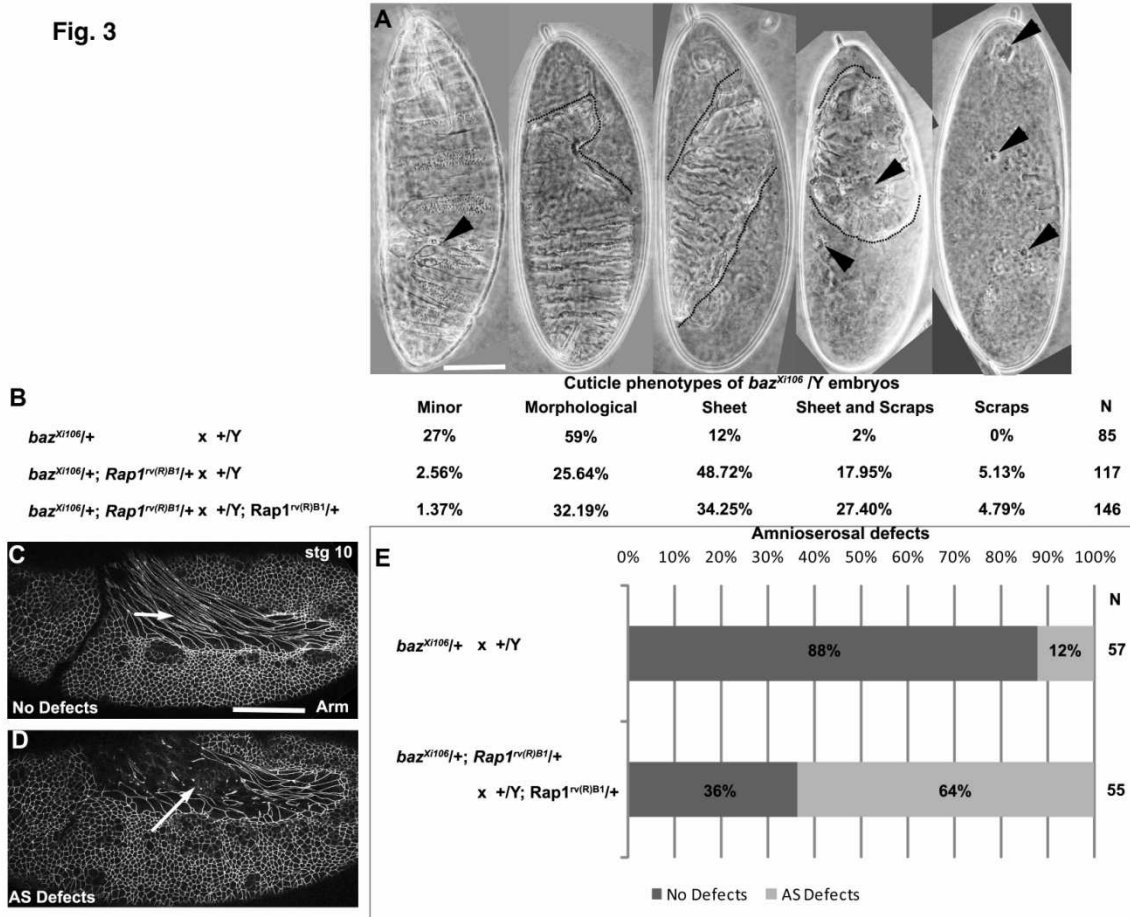 Fig. 3
A
Cuticle phenotypes of baz^Xi106 /Y embryos
B
Minor Morphological Sheet Sheet and Scraps Scraps N
baz^Xi106/+ x +/Y 27% 59% 12% 2% 0% 85
baz^Xi106/+; Rap1^rv(R)B1/+ x +/Y 2.56% 25.64% 48.72% 17.95% 5.13% 117
baz^Xi106/+; Rap1^rv(R)B1/+ x +/Y; Rap1^rv(R)B1/+ 1.37% 32.19% 34.25% 27.40% 4.79% 146
C
stg 10
No Defects
Arm
D
AS Defects
E
Amnioserosal defects
0% 10% 20% 30% 40% 50% 60% 70% 80% 90% 100%
N
baz^Xi106/+ x +/Y 88% 12% 57
baz^Xi106/+; Rap1^rv(R)B1/+
x +/Y; Rap1^rv(R)B1/+ 36% 64% 55
No Defects AS Defects